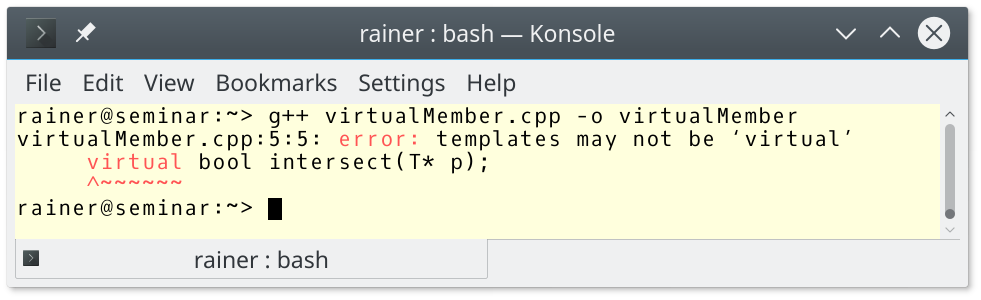 rainer : bash — Konsole
File Edit View Bookmarks Settings Help
rainer@seminar:~> g++ virtualMember.cpp -o virtualMember
virtualMember.cpp:5:5: error: templates may not be ‘virtual’
     virtual bool intersect(T* p);
     ^~~~~~~
rainer@seminar:~>
rainer : bash